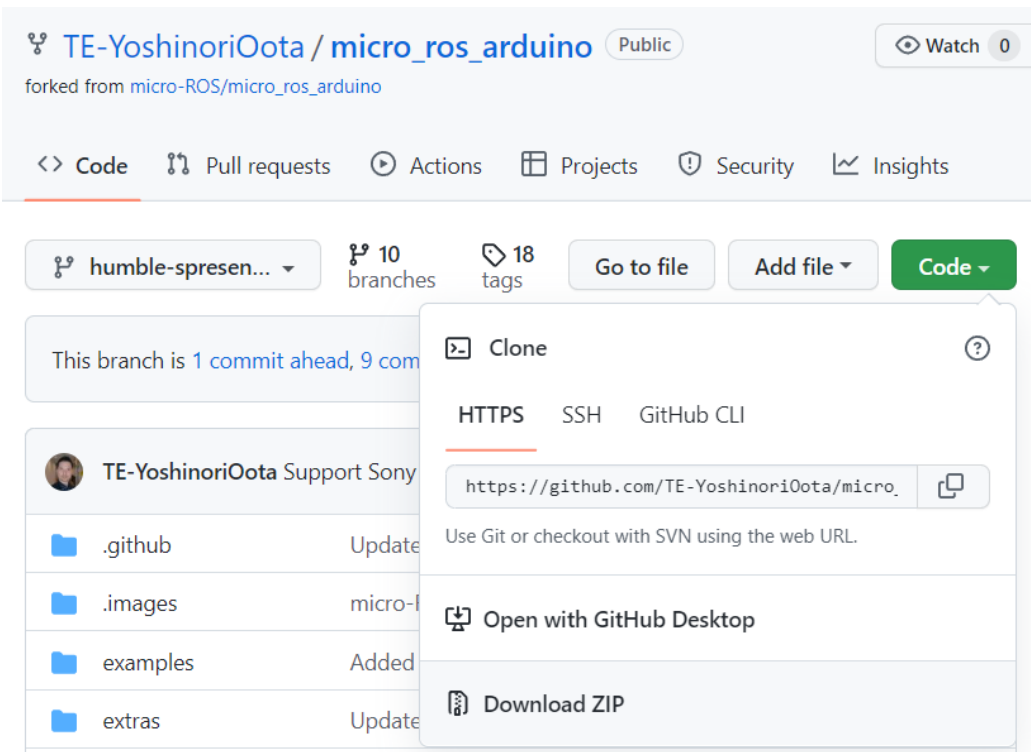 TE-YoshinoriOota / micro_ros_arduino Public Watch 0
forked from micro-ROS/micro_ros_arduino
Code Pull requests Actions Projects Security Insights
humble-spresen... 10 branches 18 tags Go to file Add file Code
This branch is 1 commit ahead, 9 com
Clone
HTTPS SSH GitHub CLI
https://github.com/TE-YoshinoriOota/micro_
Use Git or checkout with SVN using the web URL.
Open with GitHub Desktop
Download ZIP
TE-YoshinoriOota Support Sony
.github Update
.images micro-
examples Added
extras Update